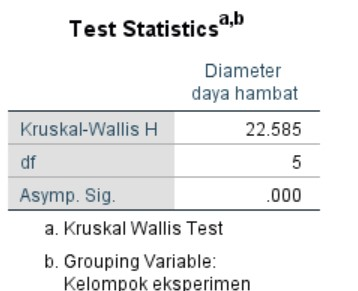 Test Statisticsa,b
Diameter
daya hambat
Kruskal-Wallis H 22.585
df 5
Asymp. Sig. .000
a. Kruskal Wallis Test
b. Grouping Variable:
Kelompok eksperimen